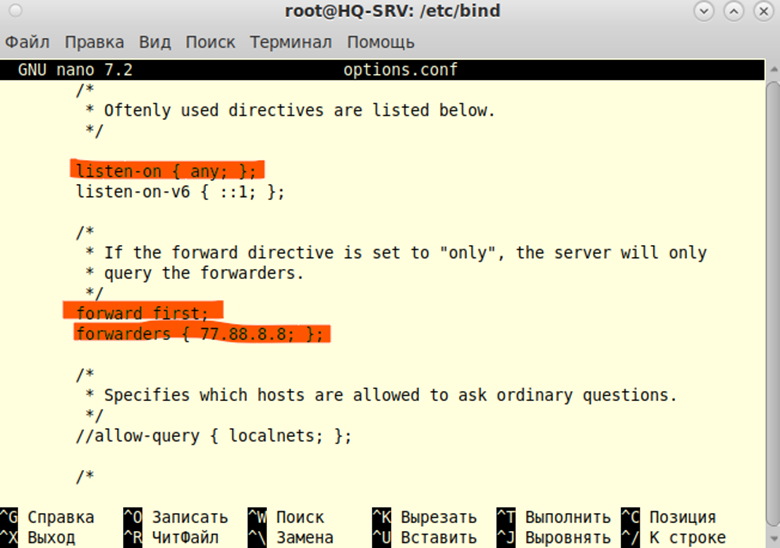 root@HQ-SRV: /etc/bind
Файл Правка Вид Поиск Терминал Помощь
GNU nano 7.2 options.conf
/*
* Oftenly used directives are listed below.
*/
listen-on { any; };
listen-on-v6 { ::1; };
/*
* If the forward directive is set to "only", the server will only
* query the forwarders.
*/
forward first;
forwarders { 77.88.8.8; };
/*
* Specifies which hosts are allowed to ask ordinary questions.
*/
//allow-query { localnets; };
/*
^G Справка ^O Записать ^W Поиск ^K Вырезать ^T Выполнить ^C Позиция
^X Выход ^R ЧитФайл ^\ Замена ^U Вставить ^J Выровнять ^/ К строке